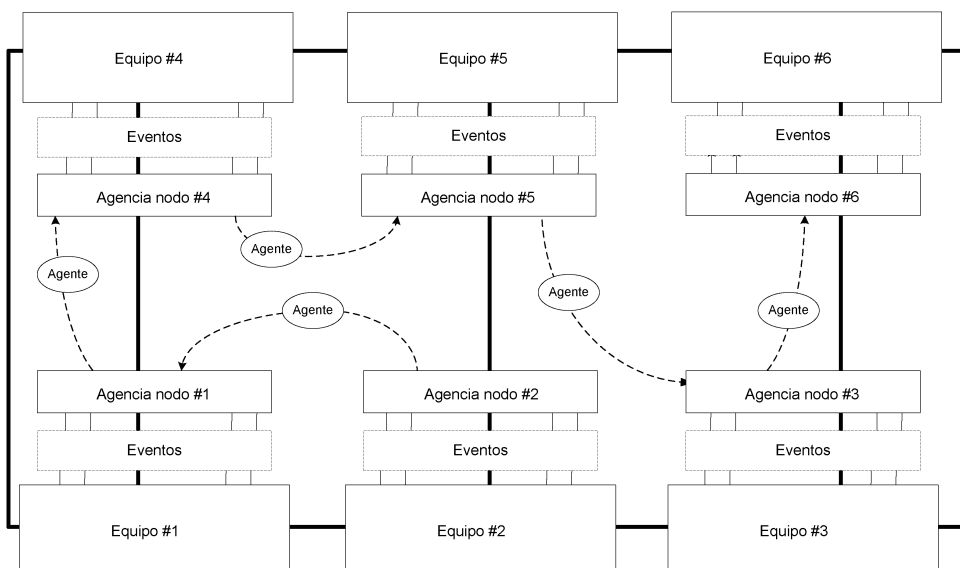 Equipo #4
Equipo #5
Equipo #6
Eventos
Eventos
Eventos
Agencia nodo #4
Agencia nodo #5
Agencia nodo #6
Agente
Agente
Agente
Agente
Agente
Agencia nodo #1
Agencia nodo #2
Agencia nodo #3
Eventos
Eventos
Eventos
Equipo #1
Equipo #2
Equipo #3